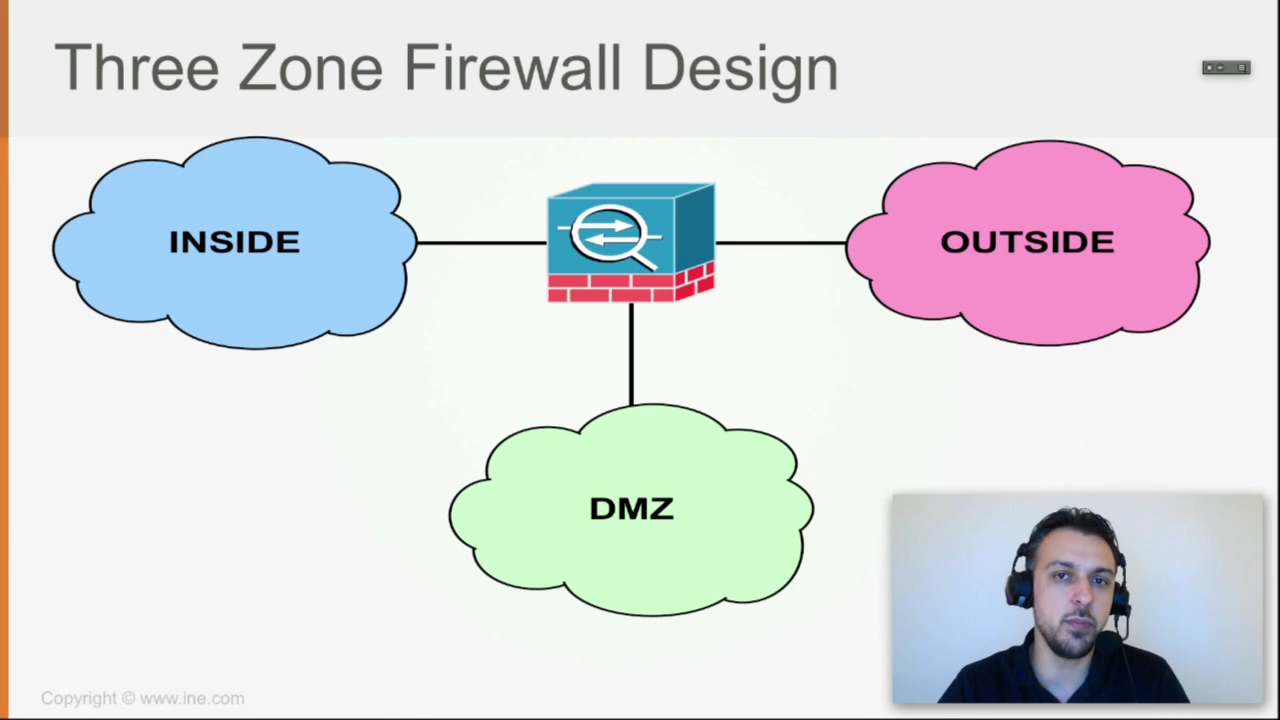 Three Zone Firewall Design
INSIDE
OUTSIDE
DMZ
Copyright © www.ine.com